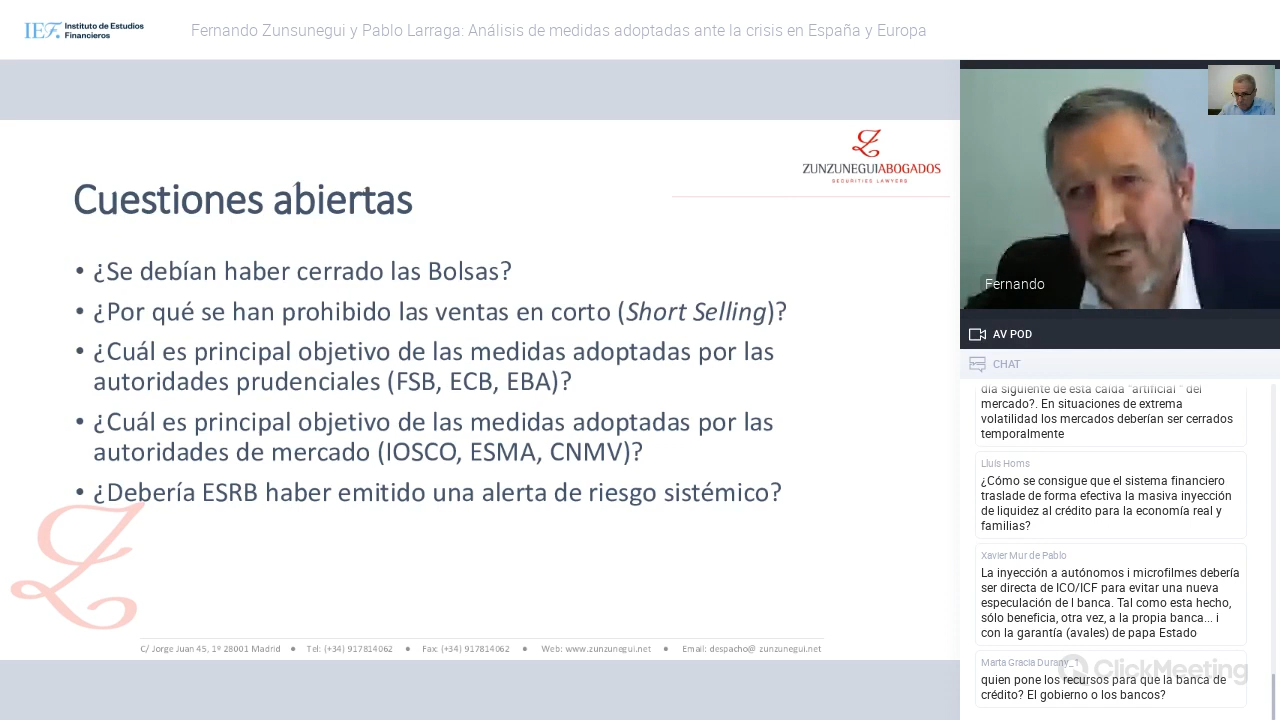 IEF Instituto de Estudios
Financieros
Fernando Zunsunegui y Pablo Larraga: Análisis de medidas adoptadas ante la crisis en España y Europa
ZUNZUNEGUIABOGADOS
SECURITIES LAWYERS
Cuestiones abiertas
• ¿Se debían haber cerrado las Bolsas?
• ¿Por qué se han prohibido las ventas en corto (Short Selling)?
• ¿Cuál es principal objetivo de las medidas adoptadas por las
autoridades prudenciales (FSB, ECB, EBA)?
• ¿Cuál es principal objetivo de las medidas adoptadas por las
autoridades de mercado (IOSCO, ESMA, CNMV)?
• ¿Debería ESRB haber emitido una alerta de riesgo sistémico?
C/ Jorge Juan 45, 1º 28001 Madrid • Tel: (+34) 917814062 • Fax: (+34) 917814062 • Web: www.zunzunegui.net • Email: despacho@ zunzunegui.net
Fernando
AV POD
CHAT
día siguiente de esta caída "artificial" del
mercado?. En situaciones de extrema
volatilidad los mercados deberían ser cerrados
temporalmente
Lluís Homs
¿Cómo se consigue que el sistema financiero
traslade de forma efectiva la masiva inyección
de liquidez al crédito para la economía real y
familias?
Xavier Mur de Pablo
La inyección a autónomos i microfilmes debería
ser directa de ICO/ICF para evitar una nueva
especulación de l banca. Tal como esta hecho,
sólo beneficia, otra vez, a la propia banca... i
con la garantía (avales) de papa Estado
Marta Gracia Durany_1
quien pone los recursos para que la banca de
crédito? El gobierno o los bancos?
ClickMeeting